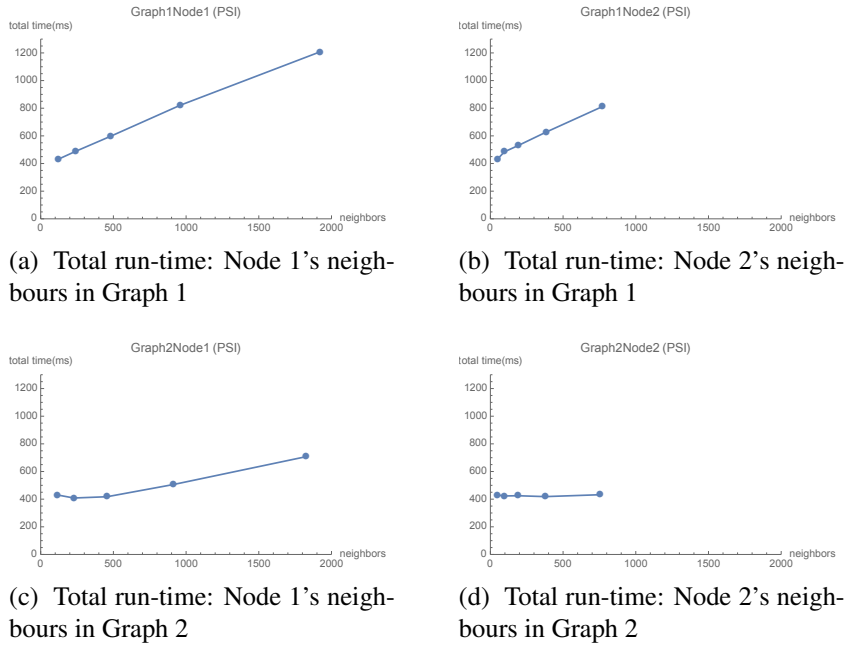 Graph1Node1 (PSI)
total time(ms)
1200
1000
800
600
400
200
0
0 500 1000 1500 2000
neighbors
(a) Total run-time: Node 1's neigh-
bours in Graph 1
Graph1Node2 (PSI)
total time(ms)
1200
1000
800
600
400
200
0
0 500 1000 1500 2000
neighbors
(b) Total run-time: Node 2's neigh-
bours in Graph 1
Graph2Node1 (PSI)
total time(ms)
1200
1000
800
600
400
200
0
0 500 1000 1500 2000
neighbors
(c) Total run-time: Node 1's neigh-
bours in Graph 2
Graph2Node2 (PSI)
total time(ms)
1200
1000
800
600
400
200
0
0 500 1000 1500 2000
neighbors
(d) Total run-time: Node 2's neigh-
bours in Graph 2